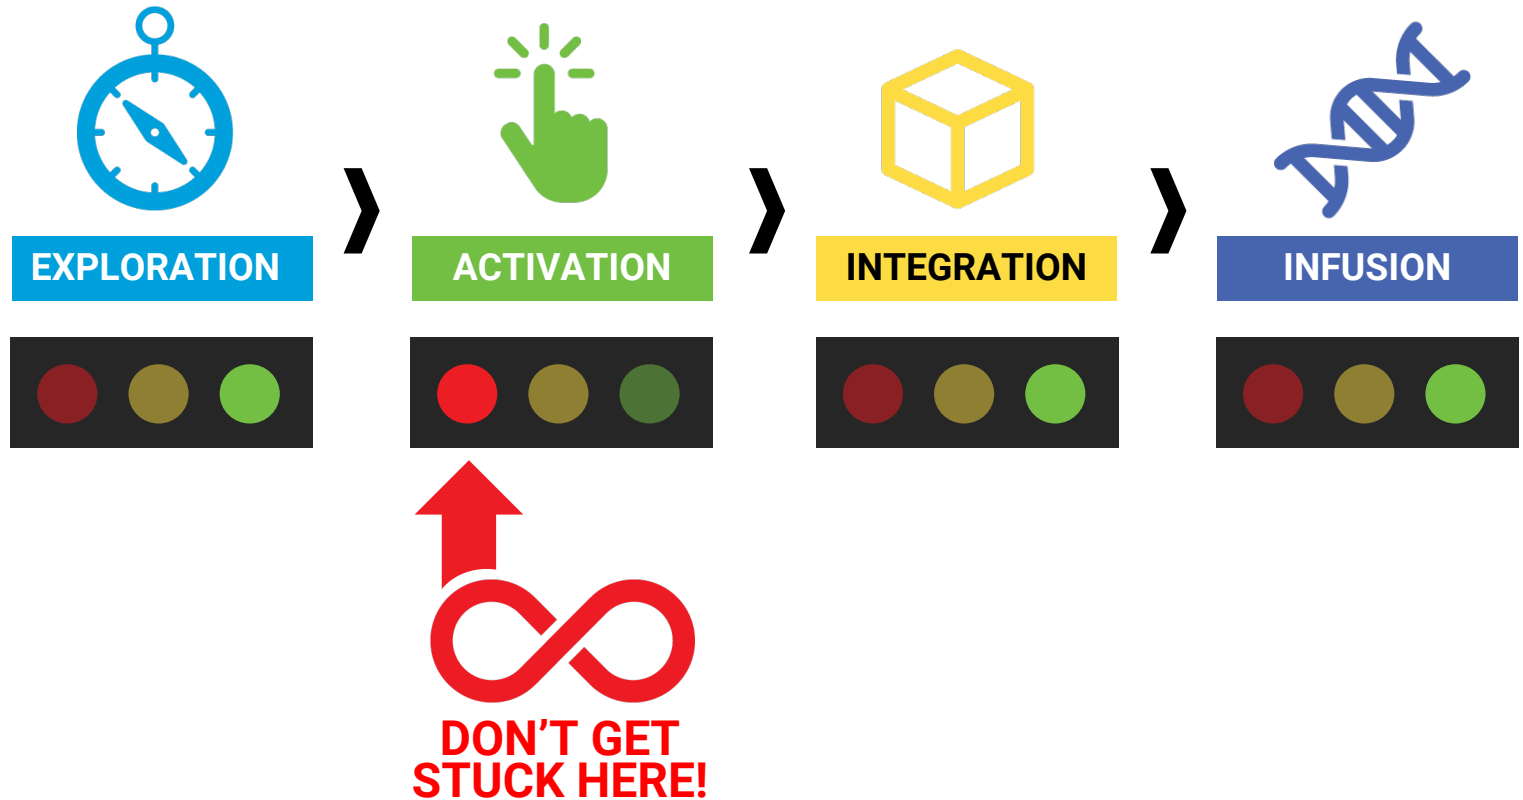 EXPLORATION
ACTIVATION
INTEGRATION
INFUSION
DON’T GET
STUCK HERE!